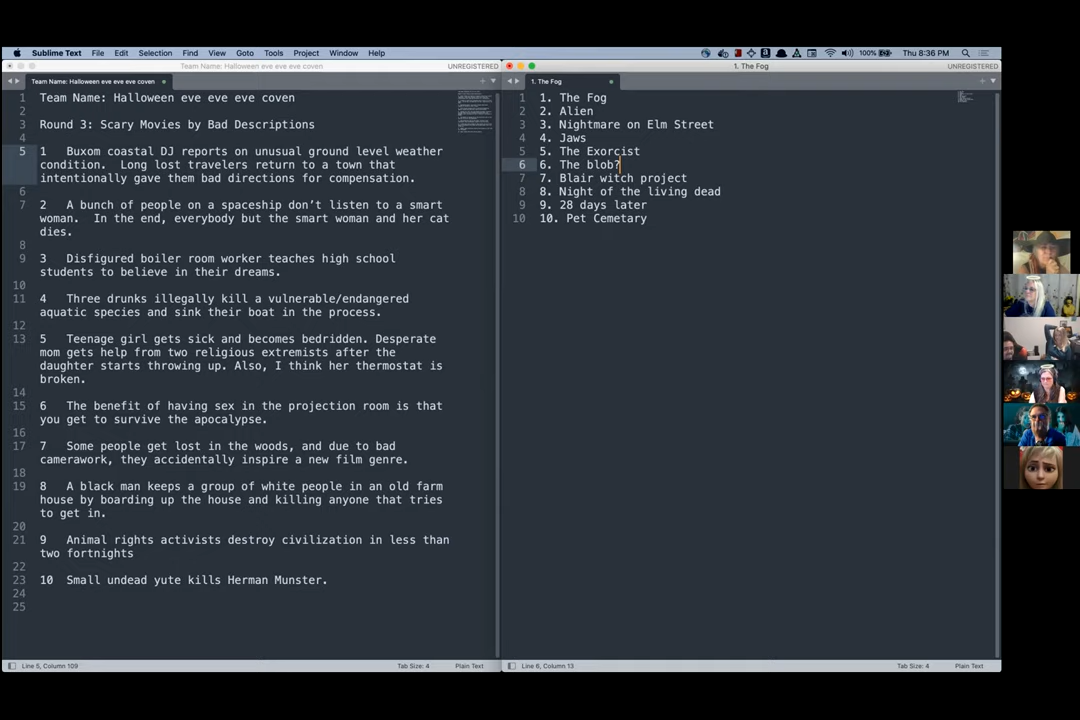 Sublime Text File Edit Selection Find View Goto Tools Project Window Help 100% Thu 8:36 PM
Team Name: Halloween eve eve eve coven UNREGISTERED
Team Name: Halloween eve eve eve coven
1 Team Name: Halloween eve eve eve coven
2
3 Round 3: Scary Movies by Bad Descriptions
4
5 1 Buxom coastal DJ reports on unusual ground level weather
condition. Long lost travelers return to a town that
intentionally gave them bad directions for compensation.
6
7 2 A bunch of people on a spaceship don’t listen to a smart
woman. In the end, everybody but the smart woman and her cat
dies.
8
9 3 Disfigured boiler room worker teaches high school
students to believe in their dreams.
10
11 4 Three drunks illegally kill a vulnerable/endangered
aquatic species and sink their boat in the process.
12
13 5 Teenage girl gets sick and becomes bedridden. Desperate
mom gets help from two religious extremists after the
daughter starts throwing up. Also, I think her thermostat is
broken.
14
15 6 The benefit of having sex in the projection room is that
you get to survive the apocalypse.
16
17 7 Some people get lost in the woods, and due to bad
camerawork, they accidentally inspire a new film genre.
18
19 8 A black man keeps a group of white people in an old farm
house by boarding up the house and killing anyone that tries
to get in.
20
21 9 Animal rights activists destroy civilization in less than
two fortnights
22
23 10 Small undead yute kills Herman Munster.
24
25
Line 5, Column 109 Tab Size: 4 Plain Text
1. The Fog UNREGISTERED
1. The Fog
1 1. The Fog
2 2. Alien
3 3. Nightmare on Elm Street
4 4. Jaws
5 5. The Exorcist
6 6. The blob?
7 7. Blair witch project
8 8. Night of the living dead
9 9. 28 days later
10 10. Pet Cemetary
Line 6, Column 13 Tab Size: 4 Plain Text